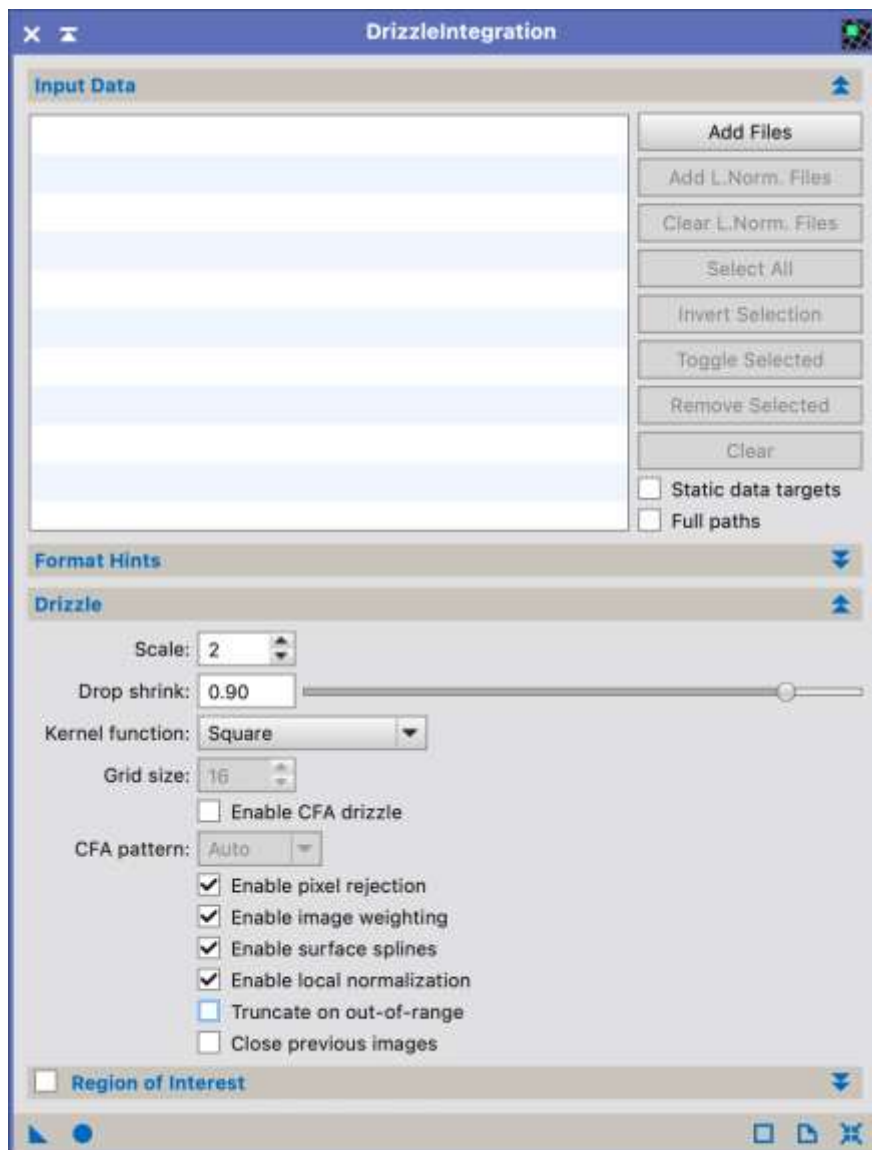 DrizzleIntegration
Input Data
Add Files
Add L.Norm. Files
Clear L.Norm. Files
Select All
Invert Selection
Toggle Selected
Remove Selected
Clear
Static data targets
Full paths
Format Hints
Drizzle
Scale: 2
Drop shrink: 0.90
Kernel function: Square
Grid size: 16
Enable CFA drizzle
CFA pattern: Auto
Enable pixel rejection
Enable image weighting
Enable surface splines
Enable local normalization
Truncate on out-of-range
Close previous images
Region of Interest